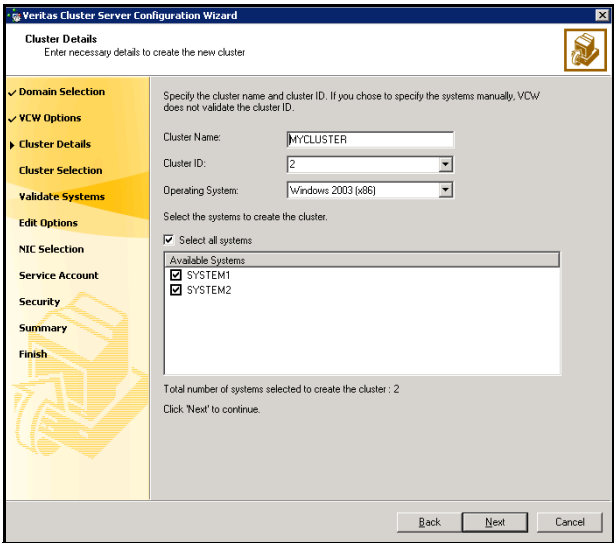 Veritas Cluster Server Configuration Wizard
Cluster Details
Enter necessary details to create the new cluster
Domain Selection
VCW Options
Cluster Details
Cluster Selection
Validate Systems
Edit Options
NIC Selection
Service Account
Security
Summary
Finish
Specify the cluster name and cluster ID. If you chose to specify the systems manually, VCW
does not validate the cluster ID.
Cluster Name:
MYCLUSTER
Cluster ID:
2
Operating System:
Windows 2003 (x86)
Select the systems to create the cluster.
Select all systems
Available Systems
SYSTEM1
SYSTEM2
Total number of systems selected to create the cluster : 2
Click 'Next' to continue.
Back
Next
Cancel